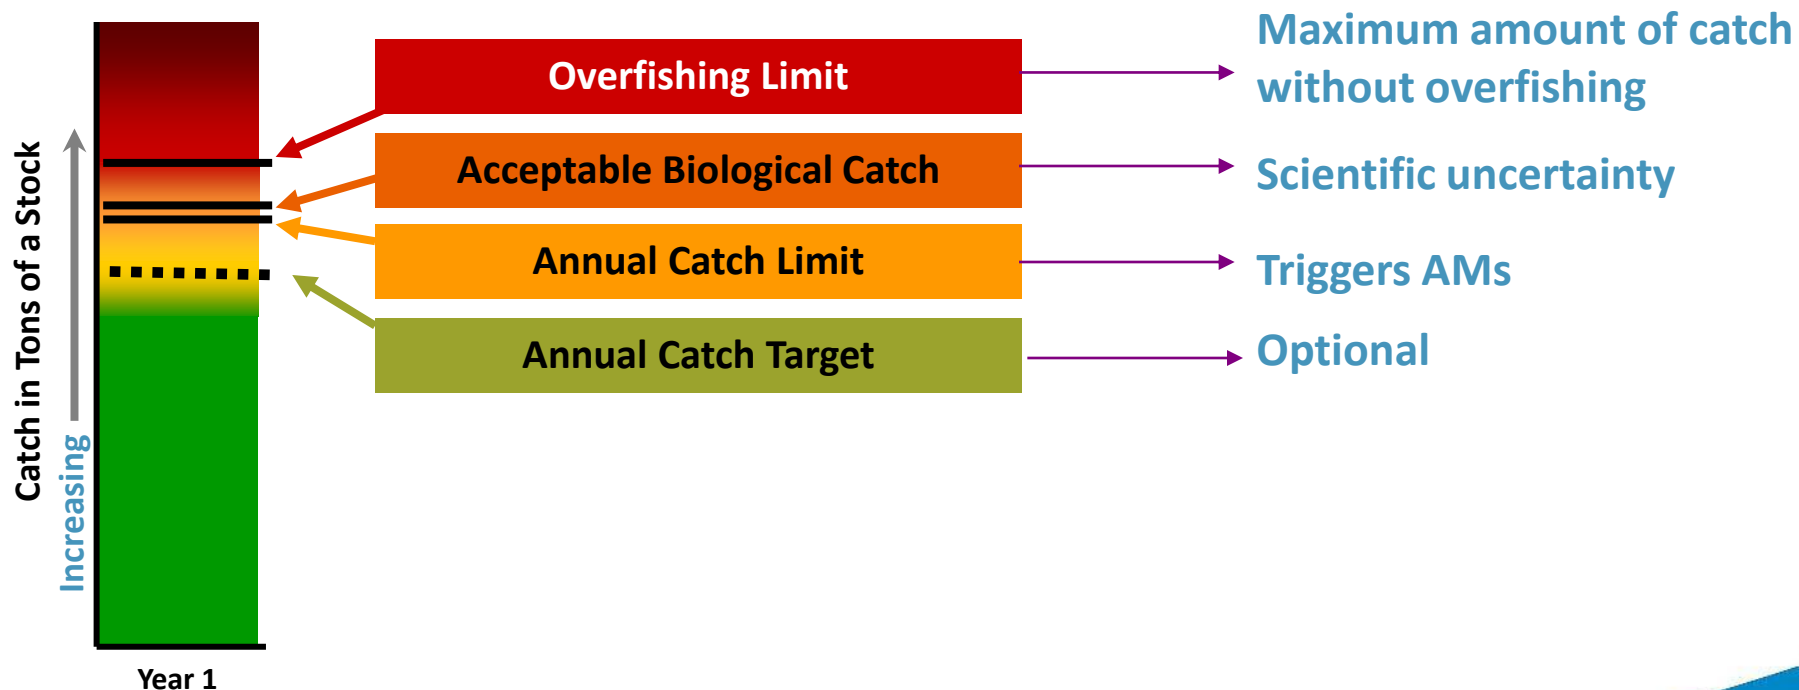 Catch in Tons of a Stock
Increasing
Year 1
Overfishing Limit
Acceptable Biological Catch
Annual Catch Limit
Annual Catch Target
Maximum amount of catch
without overfishing
Scientific uncertainty
Triggers AMs
Optional